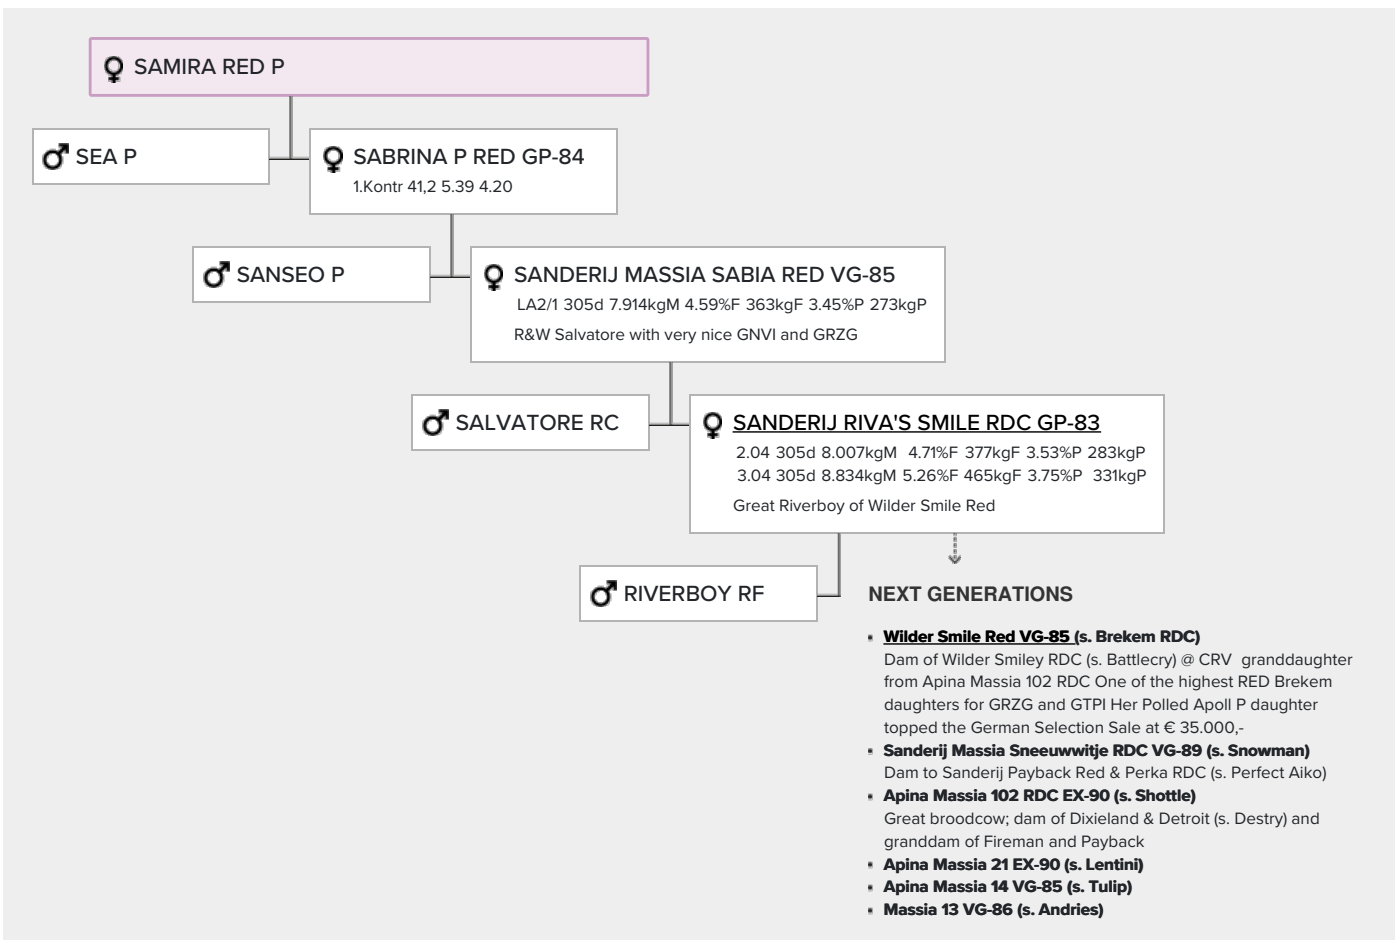 SAMIRA RED P
SEA P
SABRINA P RED GP-84
1.Kontr 41,2 5.39 4.20
SANSEO P
SANDERIJ MASSIA SABIA RED VG-85
LA2/1 305d 7.914kgM 4.59%F 363kgF 3.45%P 273kgP
R&W Salvatore with very nice GNVI and GRZG
SALVATORE RC
SANDERIJ RIVA'S SMILE RDC GP-83
2.04 305d 8.007kgM 4.71%F 377kgF 3.53%P 283kgP
3.04 305d 8.834kgM 5.26%F 465kgF 3.75%P 331kgP
Great Riverboy of Wilder Smile Red
RIVERBOY RF
NEXT GENERATIONS
Wilder Smile Red VG-85 (s. Brekem RDC)
Dam of Wilder Smiley RDC (s. Battlecry) @ CRV granddaughter
from Apina Massia 102 RDC One of the highest RED Brekem
daughters for GRZG and GTPI Her Polled Apoll P daughter
topped the German Selection Sale at € 35.000,-
Sanderij Massia Sneeuwwitje RDC VG-89 (s. Snowman)
Dam to Sanderij Payback Red & Perka RDC (s. Perfect Aiko)
Apina Massia 102 RDC EX-90 (s. Shottle)
Great broodcow; dam of Dixieland & Detroit (s. Destry) and
granddam of Fireman and Payback
Apina Massia 21 EX-90 (s. Lentini)
Apina Massia 14 VG-85 (s. Tulip)
Massia 13 VG-86 (s. Andries)